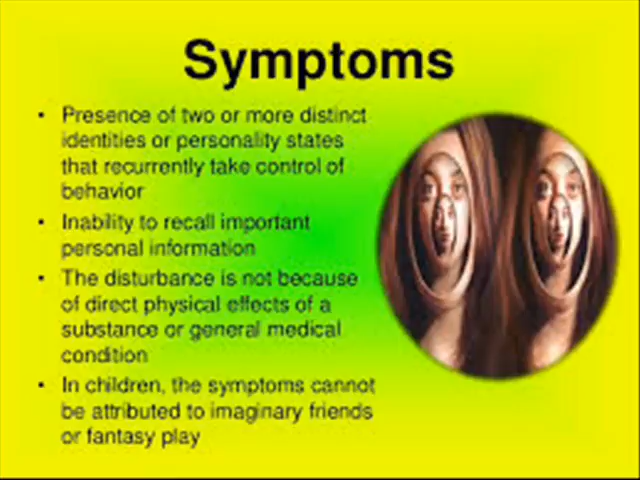 Symptoms
• Presence of two or more distinct
identities or personality states
that recurrently take control of
behavior
• Inability to recall important
personal information
• The disturbance is not because
of direct physical effects of a
substance or general medical
condition
• In children, the symptoms cannot
be attributed to imaginary friends
or fantasy play